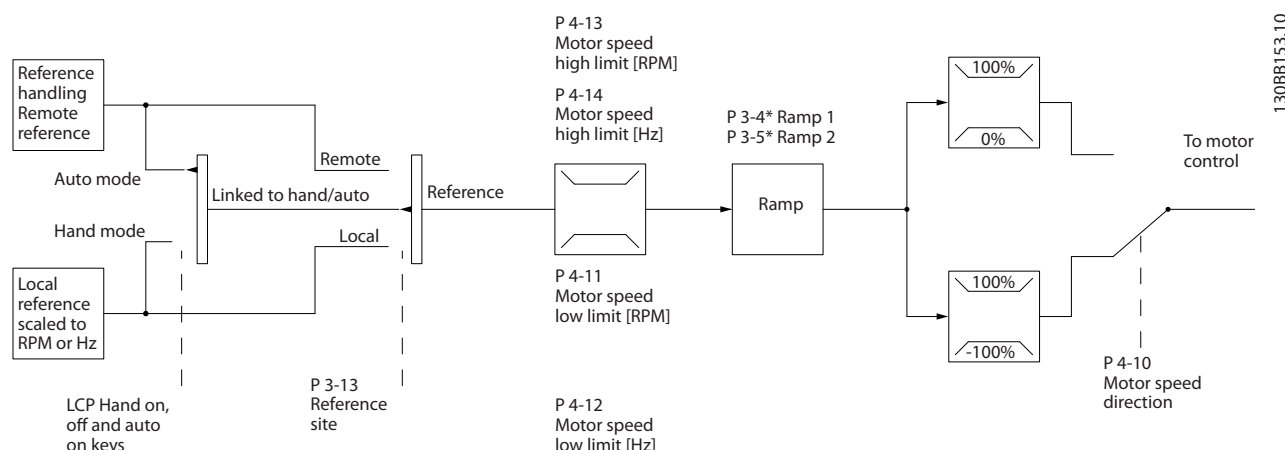 P 4-13
Motor speed
high limit [RPM]
P 4-14
Motor speed
high limit [Hz]
130BB153.10
Reference
handling
Remote
reference
Auto mode
Hand mode
Local
reference
scaled to
RPM or Hz
Linked to hand/auto
Remote
Local
Reference
LCP Hand on,
off and auto
on keys
P 3-13
Reference
site
P 4-11
Motor speed
low limit [RPM]
P 4-12
Motor speed
low limit [Hz]
P 3-4* Ramp 1
P 3-5* Ramp 2
Ramp
100%
0%
100%
-100%
To motor
control
P 4-10
Motor speed
direction